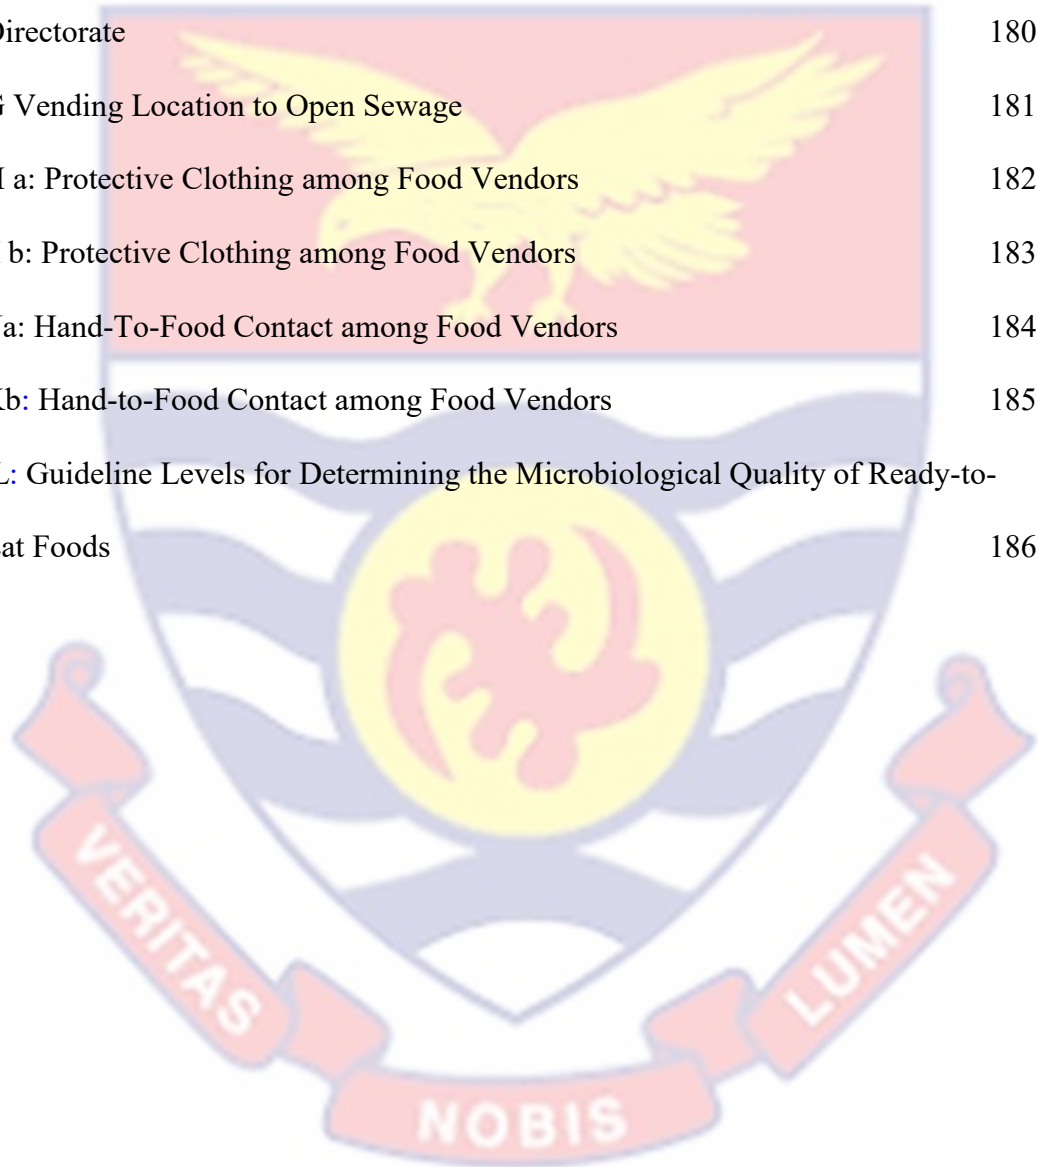 Directorate 180
G Vending Location to Open Sewage 181
a: Protective Clothing among Food Vendors 182
b: Protective Clothing among Food Vendors 183
a: Hand-To-Food Contact among Food Vendors 184
Kb: Hand-to-Food Contact among Food Vendors 185
L: Guideline Levels for Determining the Microbiological Quality of Ready-to-
Eat Foods 186
VERITAS
NOBIS
LUMEN